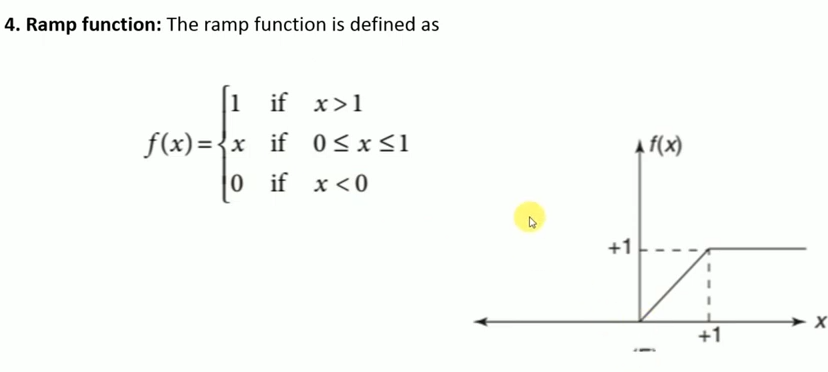 4. Ramp function: The ramp function is defined as
1 if x>1
f(x)= x if 0≤x≤1
0 if x<0
f(x)
+1
x
+1